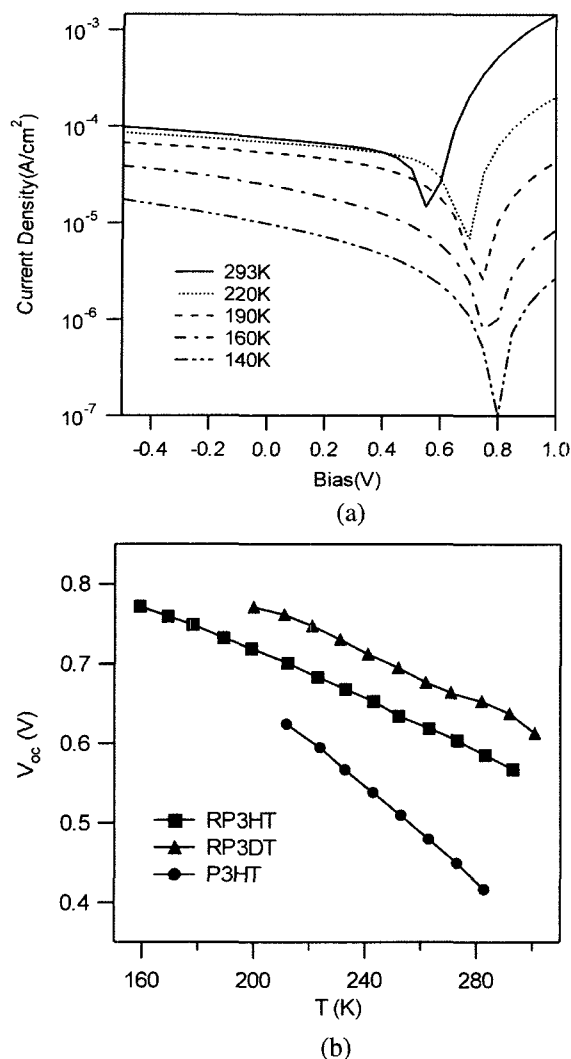 10⁻³
10⁻⁴
10⁻⁵
10⁻⁶
10⁻⁷
Current Density(A/cm²)
293K
220K
190K
160K
140K
-0.4 -0.2 0.0 0.2 0.4 0.6 0.8 1.0
Bias(V)
(a)
0.8
0.7
0.6
0.5
0.4
V_oc (V)
RP3HT
RP3DT
P3HT
160 200 240 280
T (K)
(b)